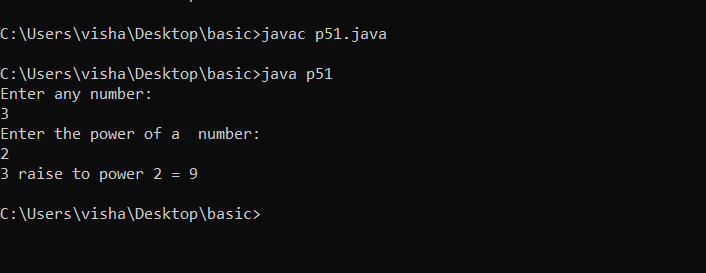 C:\Users\visha\Desktop\basic>javac p51.java
C:\Users\visha\Desktop\basic>java p51
Enter any number:
3
Enter the power of a  number:
2
3 raise to power 2 = 9
C:\Users\visha\Desktop\basic>